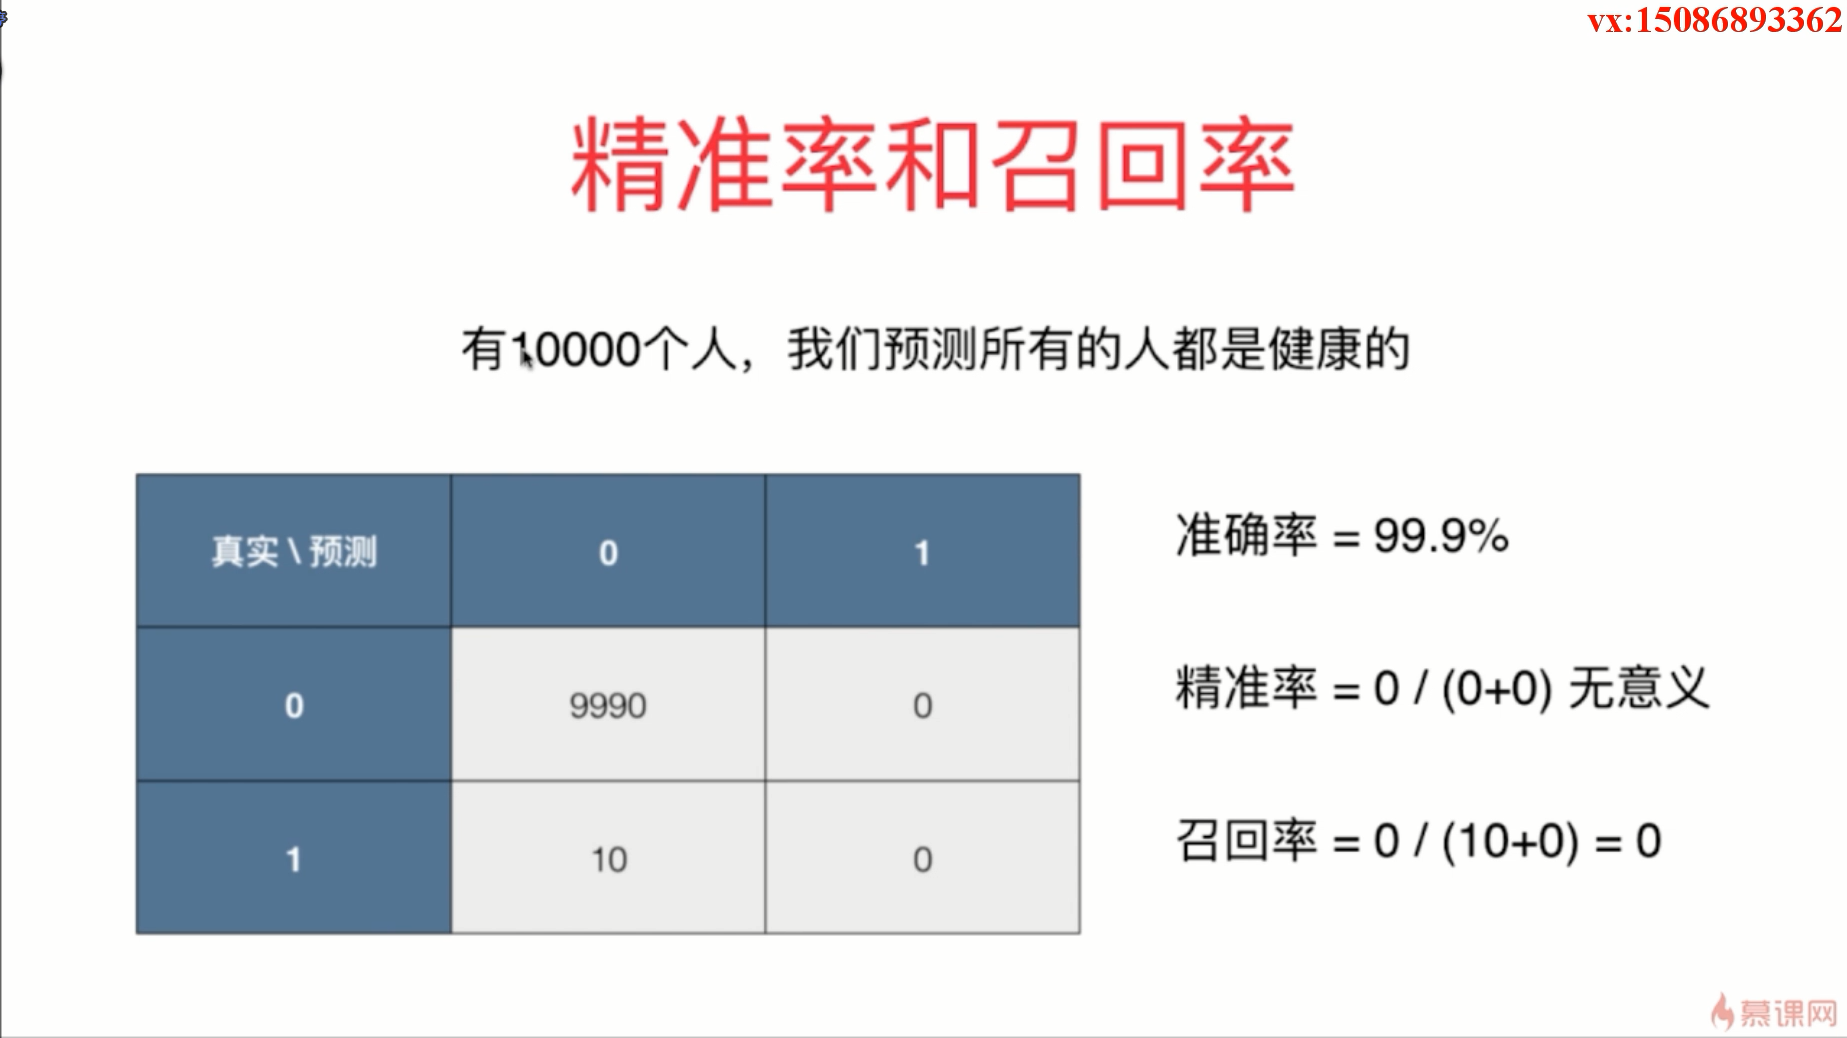 vx:15086893362
精准率和召回率
有10000个人，我们预测所有的人都是健康的
真实 \ 预测 0 1
0 9990 0
1 10 0
准确率 = 99.9%
精准率 = 0 / (0+0) 无意义
召回率 = 0 / (10+0) = 0
慕课网